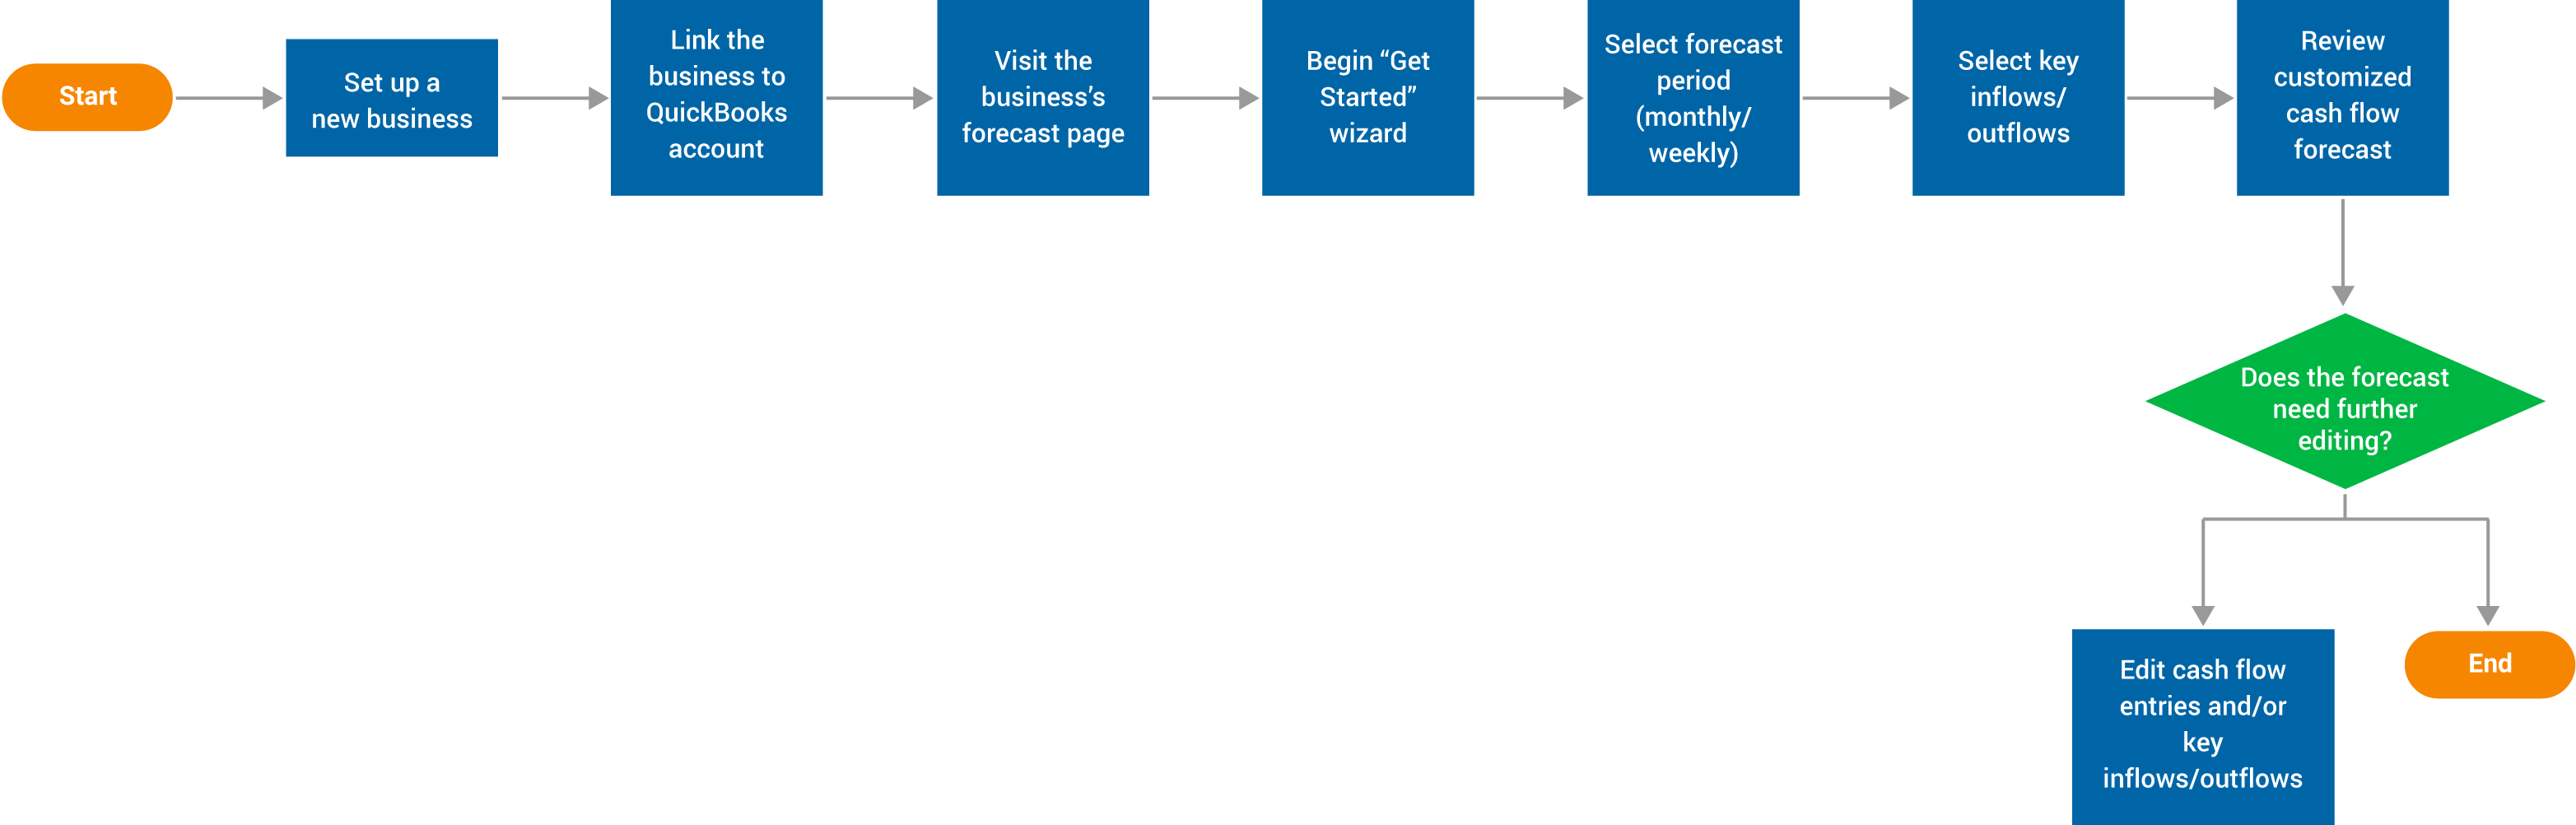 Start
Set up a
new business
Link the
business to
QuickBooks
account
Visit the
business’s
forecast page
Begin “Get
Started”
wizard
Select forecast
period
(monthly/
weekly)
Select key
inflows/
outflows
Review
customized
cash flow
forecast
Does the forecast
need further
editing?
Edit cash flow
entries and/or
key
inflows/outflows
End